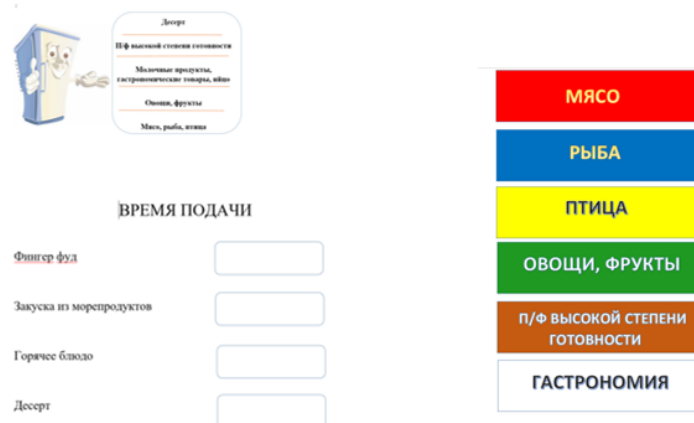 Десерт
П/ф высокой степени готовности
Молочные продукты,
гастрономические товары, яйцо
Овощи, фрукты
Мясо, рыба, птица
ВРЕМЯ ПОДАЧИ
Фингер фуд
Закуска из морепродуктов
Горячее блюдо
Десерт
МЯСО
РЫБА
ПТИЦА
ОВОЩИ, ФРУКТЫ
П/Ф ВЫСОКОЙ СТЕПЕНИ
ГОТОВНОСТИ
ГАСТРОНОМИЯ